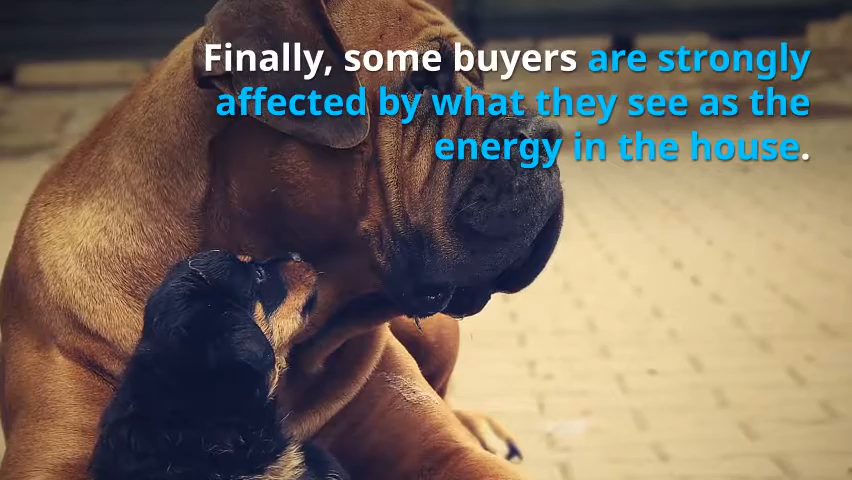 Finally, some buyers are strongly
affected by what they see as the
energy in the house.